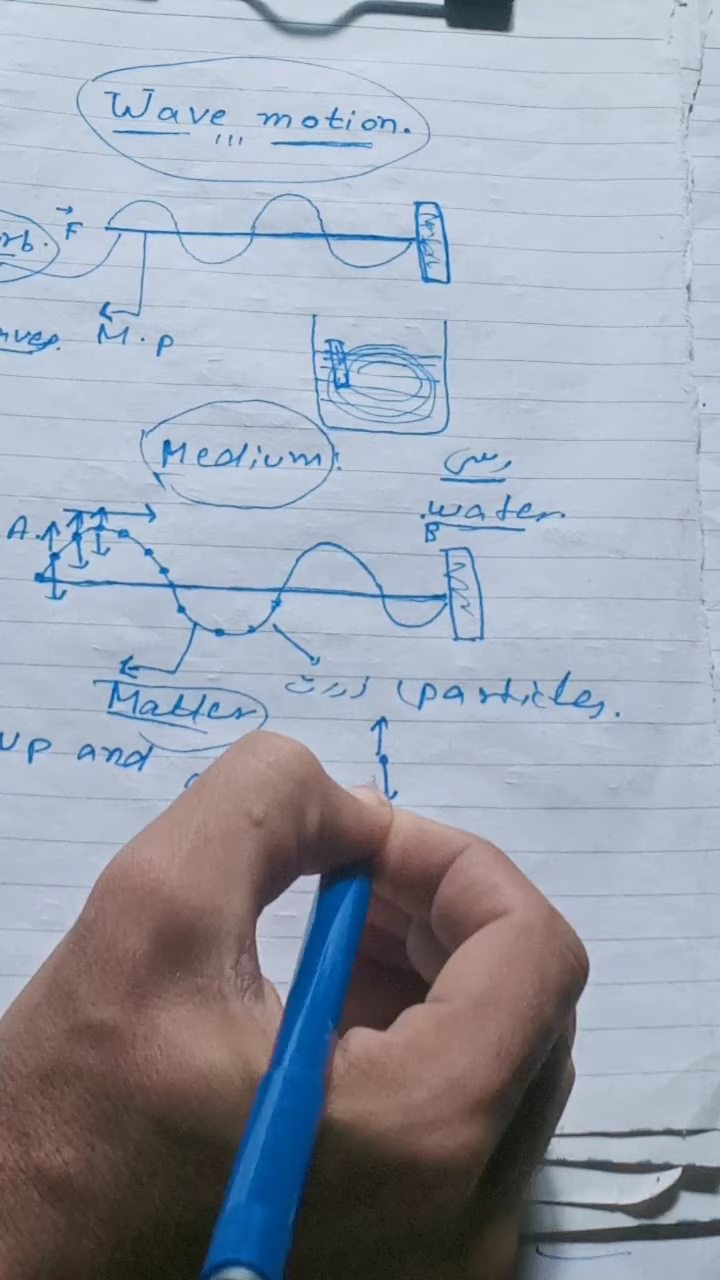 Wave motion.
F
M.p
Medium:
رسی
water
A.
B
ذرات (particles.
Matter
up and